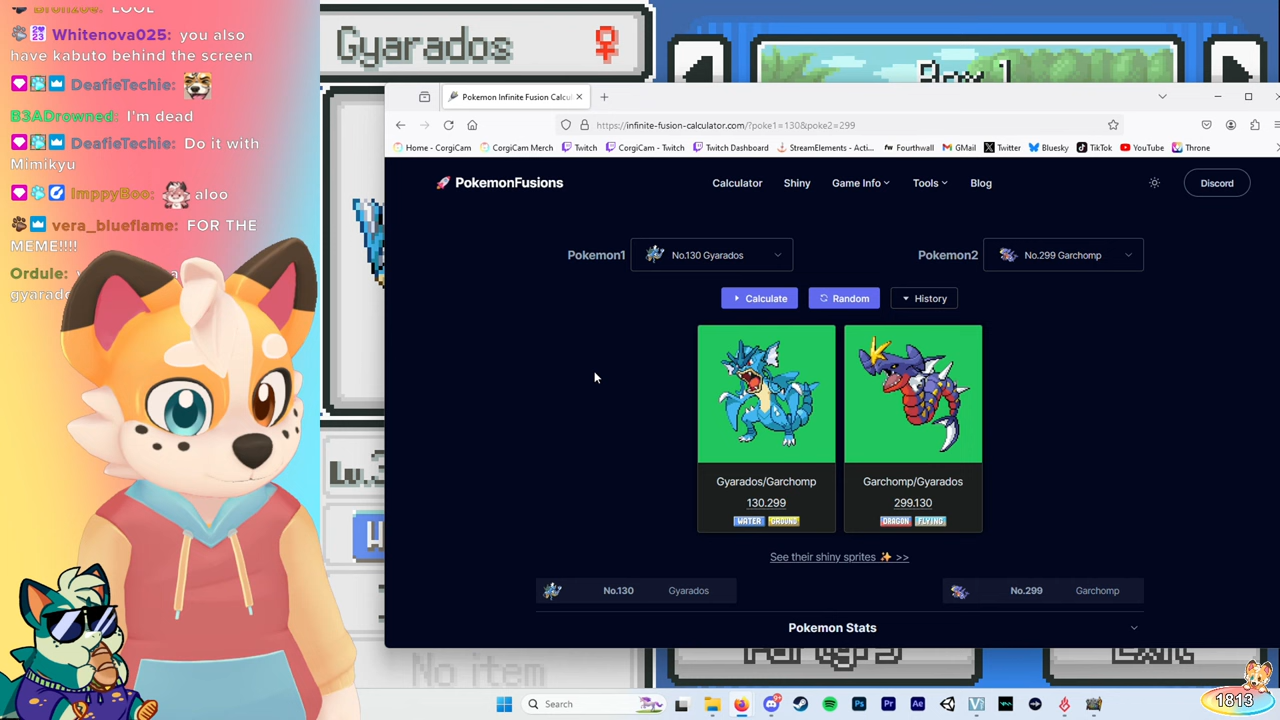 LOOL
Whitenova025: you also
have kabuto behind the screen
DeafieTechie:
B3ADrowned: I'm dead
DeafieTechie: Do it with
Mimikyu
ImppyBoo: aloo
vera_blueflame: FOR THE
MEME!!!!
Ordule:
Gyarados ♀
Pokemon Infinite Fusion Calcul
https://infinite-fusion-calculator.com/?poke1=130&poke2=299
Home - CorgiCam CorgiCam Merch Twitch CorgiCam - Twitch Twitch Dashboard StreamElements - Acti... Fourthwall GMail Twitter Bluesky TikTok YouTube Throne
PokemonFusions Calculator Shiny Game Info Tools Blog Discord
Pokemon1 No.130 Gyarados Pokemon2 No.299 Garchomp
Calculate Random History
Gyarados/Garchomp Garchomp/Gyarados
130.299 299.130
WATER GROUND DRAGON FLYING
See their shiny sprites ✨ >>
No.130 Gyarados No.299 Garchomp
Pokemon Stats
No item
Search
1813